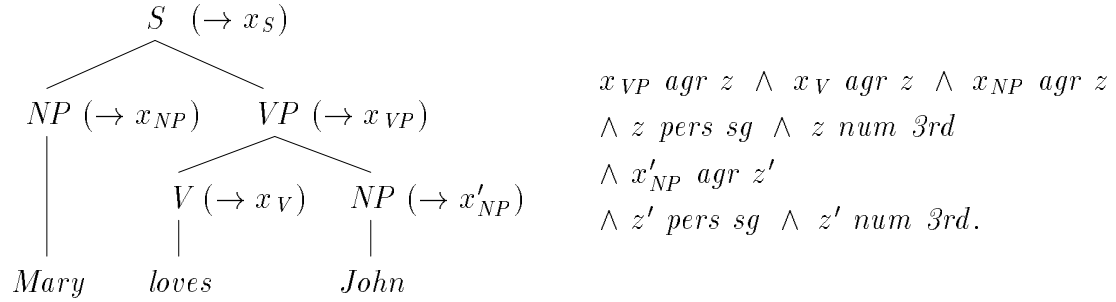 S (→ x_S)
x_VP agr z ∧ x_V agr z ∧ x_NP agr z
NP (→ x_NP) VP (→ x_VP)
∧ z pers sg ∧ z num 3rd
∧ x′_NP agr z′
V (→ x_V) NP (→ x′_NP)
∧ z′ pers sg ∧ z′ num 3rd.
Mary loves John